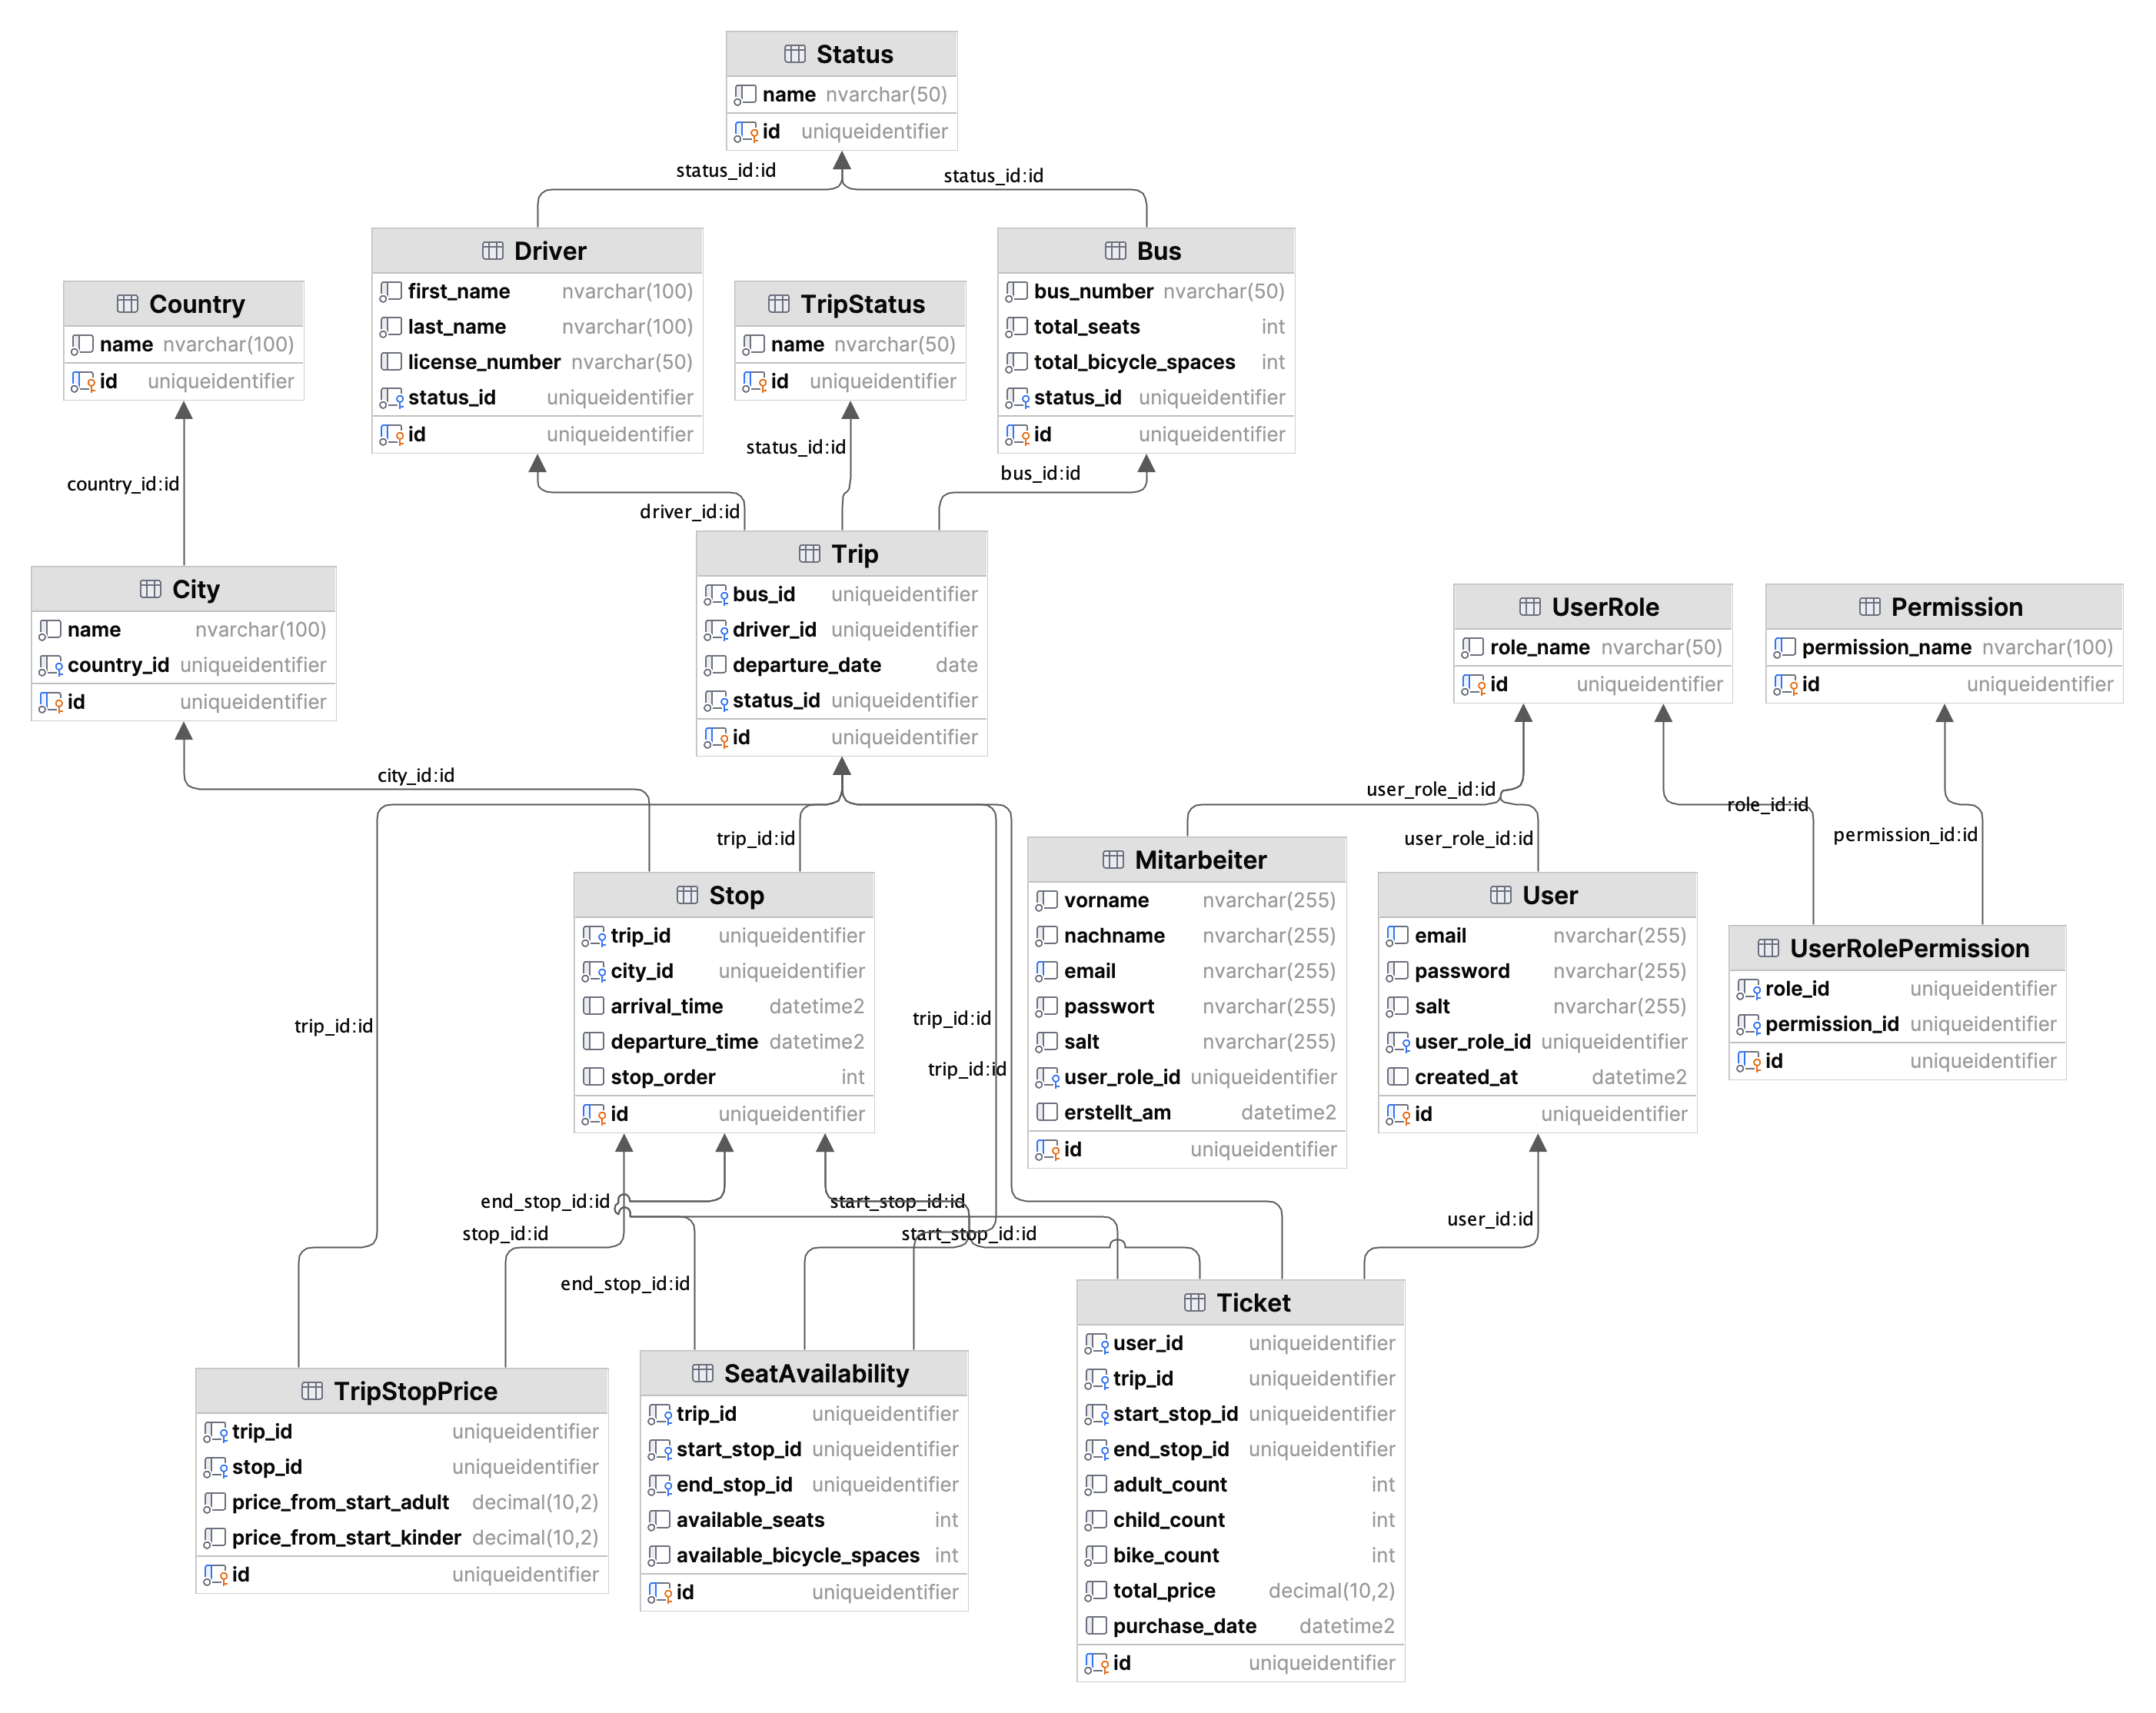 Status
name nvarchar(50)
id uniqueidentifier
status_id:id
status_id:id
Driver
first_name nvarchar(100)
last_name nvarchar(100)
license_number nvarchar(50)
status_id uniqueidentifier
id uniqueidentifier
Bus
bus_number nvarchar(50)
total_seats int
total_bicycle_spaces int
status_id uniqueidentifier
id uniqueidentifier
Country
name nvarchar(100)
id uniqueidentifier
TripStatus
name nvarchar(50)
id uniqueidentifier
status_id:id
bus_id:id
country_id:id
driver_id:id
Trip
bus_id uniqueidentifier
driver_id uniqueidentifier
departure_date date
status_id uniqueidentifier
id uniqueidentifier
City
name nvarchar(100)
country_id uniqueidentifier
id uniqueidentifier
UserRole
role_name nvarchar(50)
id uniqueidentifier
Permission
permission_name nvarchar(100)
id uniqueidentifier
city_id:id
user_role_id:id
role_id:id
trip_id:id
user_role_id:id
permission_id:id
Mitarbeiter
vorname nvarchar(255)
nachname nvarchar(255)
email nvarchar(255)
passwort nvarchar(255)
salt nvarchar(255)
user_role_id uniqueidentifier
erstellt_am datetime2
id uniqueidentifier
Stop
trip_id uniqueidentifier
city_id uniqueidentifier
arrival_time datetime2
departure_time datetime2
stop_order int
id uniqueidentifier
User
email nvarchar(255)
password nvarchar(255)
salt nvarchar(255)
user_role_id uniqueidentifier
created_at datetime2
id uniqueidentifier
UserRolePermission
role_id uniqueidentifier
permission_id uniqueidentifier
id uniqueidentifier
trip_id:id
trip_id:id
trip_id:id
end_stop_id:id
start_stop_id:id
user_id:id
stop_id:id
start_stop_id:id
end_stop_id:id
Ticket
user_id uniqueidentifier
trip_id uniqueidentifier
start_stop_id uniqueidentifier
end_stop_id uniqueidentifier
adult_count int
child_count int
bike_count int
total_price decimal(10,2)
purchase_date datetime2
id uniqueidentifier
SeatAvailability
trip_id uniqueidentifier
start_stop_id uniqueidentifier
end_stop_id uniqueidentifier
available_seats int
available_bicycle_spaces int
id uniqueidentifier
TripStopPrice
trip_id uniqueidentifier
stop_id uniqueidentifier
price_from_start_adult decimal(10,2)
price_from_start_kinder decimal(10,2)
id uniqueidentifier